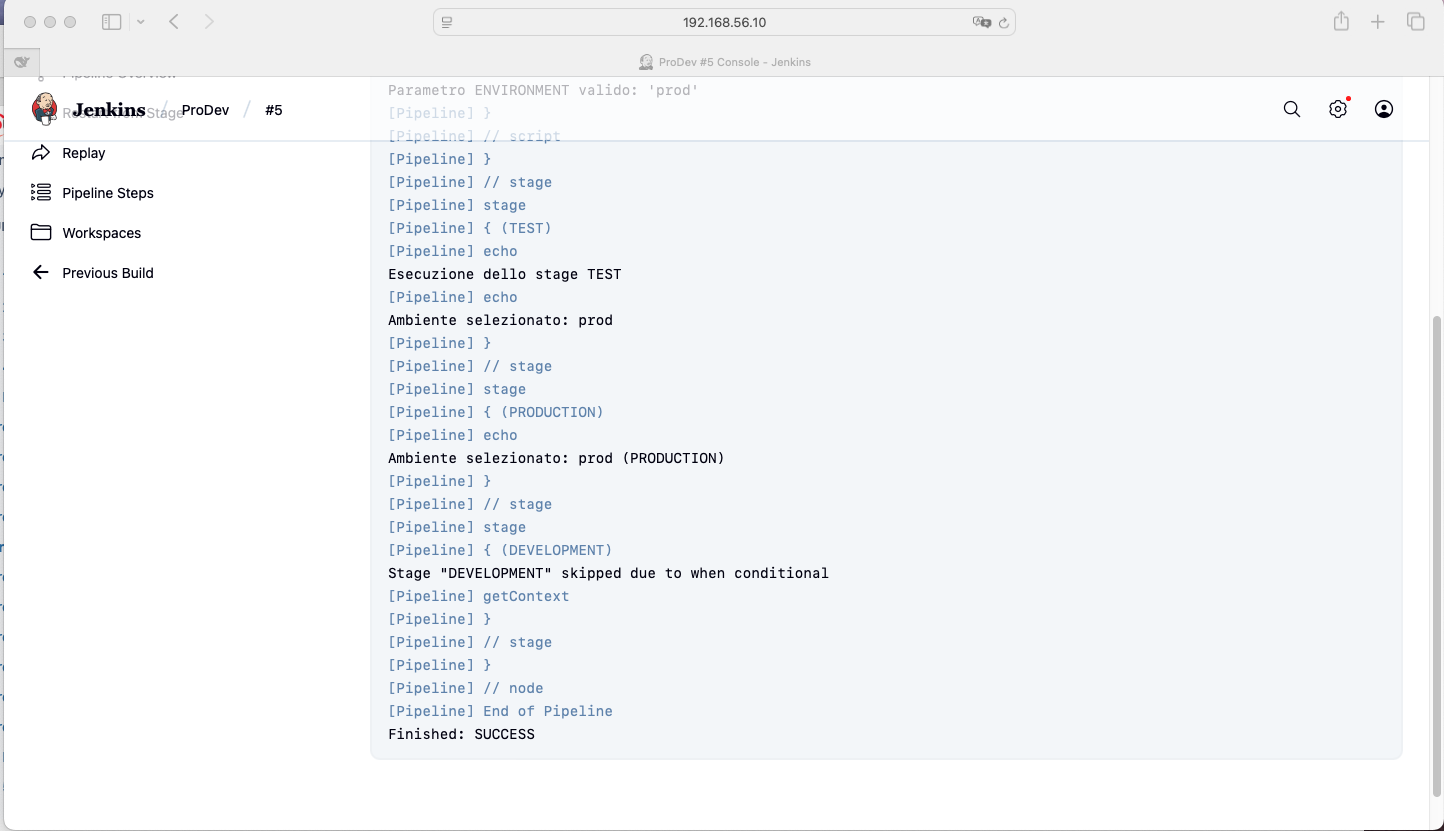 192.168.56.10
ProDev #5 Console - Jenkins
Pipeline Overview
Jenkins / ProDev / #5
Restart from Stage
Replay
Pipeline Steps
Workspaces
Previous Build
Parametro ENVIRONMENT valido: 'prod'
[Pipeline] }
[Pipeline] // script
[Pipeline] }
[Pipeline] // stage
[Pipeline] stage
[Pipeline] { (TEST)
[Pipeline] echo
Esecuzione dello stage TEST
[Pipeline] echo
Ambiente selezionato: prod
[Pipeline] }
[Pipeline] // stage
[Pipeline] stage
[Pipeline] { (PRODUCTION)
[Pipeline] echo
Ambiente selezionato: prod (PRODUCTION)
[Pipeline] }
[Pipeline] // stage
[Pipeline] stage
[Pipeline] { (DEVELOPMENT)
Stage "DEVELOPMENT" skipped due to when conditional
[Pipeline] getContext
[Pipeline] }
[Pipeline] // stage
[Pipeline] }
[Pipeline] // node
[Pipeline] End of Pipeline
Finished: SUCCESS